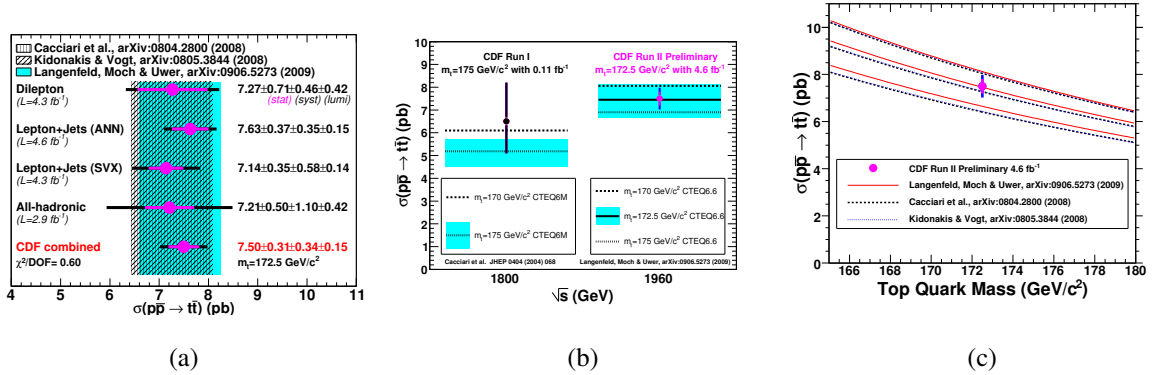 Cacciari et al., arXiv:0804.2800 (2008)
Kidonakis & Vogt, arXiv:0805.3844 (2008)
Langenfeld, Moch & Uwer, arXiv:0906.5273 (2009)
Dilepton 7.27±0.71±0.46±0.42
(L=4.3 fb⁻¹) (stat) (syst) (lumi)
Lepton+Jets (ANN) 7.63±0.37±0.35±0.15
(L=4.6 fb⁻¹)
Lepton+Jets (SVX) 7.14±0.35±0.58±0.14
(L=4.3 fb⁻¹)
All-hadronic 7.21±0.50±1.10±0.42
(L=2.9 fb⁻¹)
CDF combined 7.50±0.31±0.34±0.15
χ²/DOF= 0.60 mₜ=172.5 GeV/c²
4 5 6 7 8 9 10 11
σ(pp̅ → tt̅) (pb)
(a)
σ(pp̅ → tt̅) (pb)
10
9
8
7
6
5
4
3
2
1
0
CDF Run I
mₜ=175 GeV/c² with 0.11 fb⁻¹
CDF Run II Preliminary
mₜ=172.5 GeV/c² with 4.6 fb⁻¹
mₜ=170 GeV/c² CTEQ6M
mₜ=175 GeV/c² CTEQ6M
mₜ=170 GeV/c² CTEQ6.6
mₜ=172.5 GeV/c² CTEQ6.6
mₜ=175 GeV/c² CTEQ6.6
Cacciari et al. JHEP 0404 (2004) 068
Langenfeld, Moch & Uwer, arXiv:0906.5273 (2009)
1800 1960
√s (GeV)
(b)
σ(pp̅ → tt̅) (pb)
10
8
6
4
2
0
CDF Run II Preliminary 4.6 fb⁻¹
Langenfeld, Moch & Uwer, arXiv:0906.5273 (2009)
Cacciari et al., arXiv:0804.2800 (2008)
Kidonakis & Vogt, arXiv:0805.3844 (2008)
166 168 170 172 174 176 178 180
Top Quark Mass (GeV/c²)
(c)